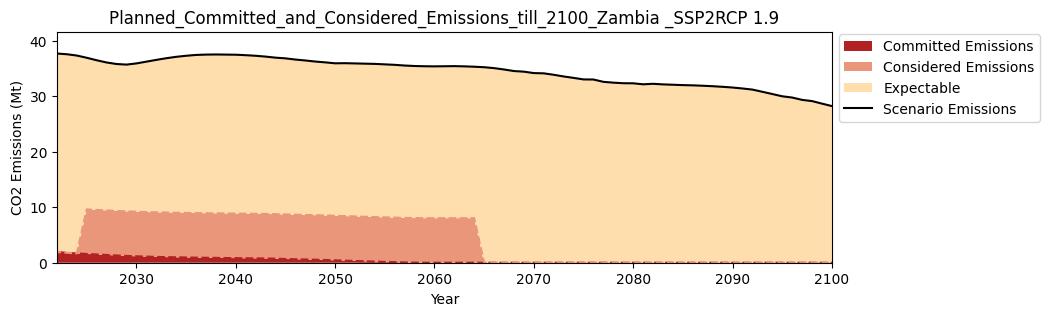 Planned_Committed_and_Considered_Emissions_till_2100_Zambia _SSP2RCP 1.9
Committed Emissions
Considered Emissions
Expectable
Scenario Emissions
CO2 Emissions (Mt)
40
30
20
10
0
2030 2040 2050 2060 2070 2080 2090 2100
Year